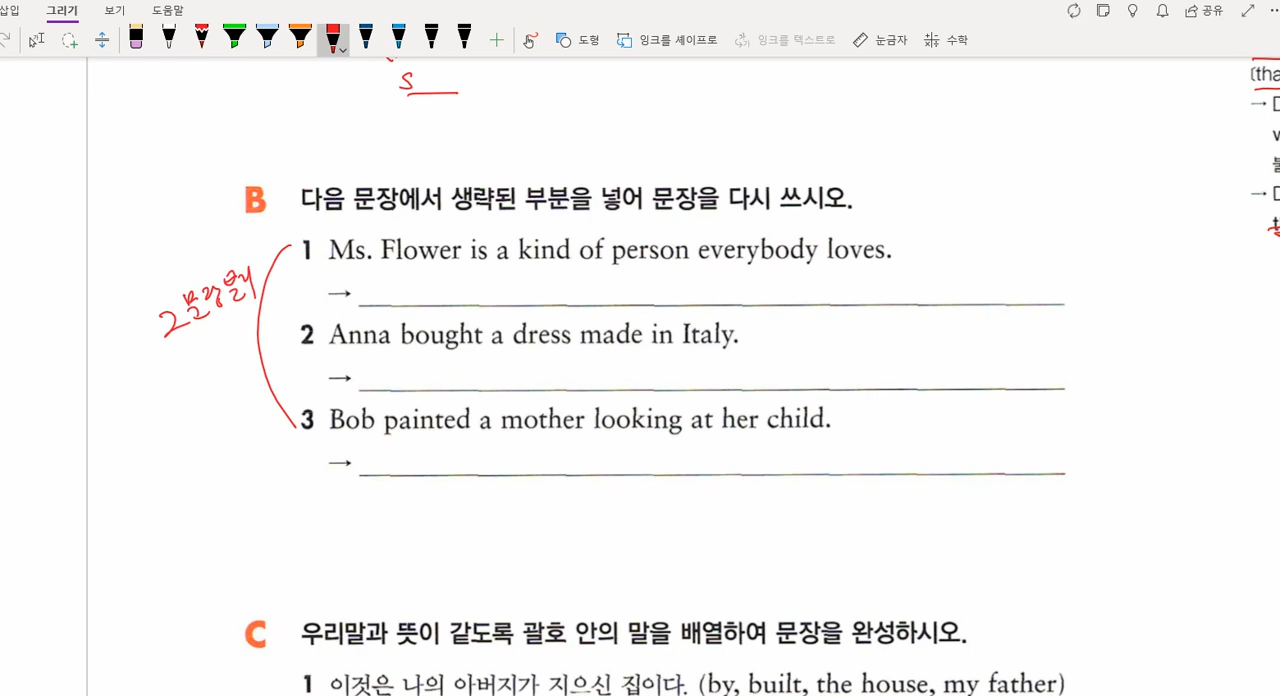 삽입 그리기 보기 도움말 공유
도형 잉크를 셰이프로 잉크를 텍스트로 눈금자 수학
s
(tha
B 다음 문장에서 생략된 부분을 넣어 문장을 다시 쓰시오.
1 Ms. Flower is a kind of person everybody loves.
→
2 Anna bought a dress made in Italy.
→
3 Bob painted a mother looking at her child.
→
C 우리말과 뜻이 같도록 괄호 안의 말을 배열하여 문장을 완성하시오.
1 이것은 나의 아버지가 지으신 집이다. (by, built, the house, my father)